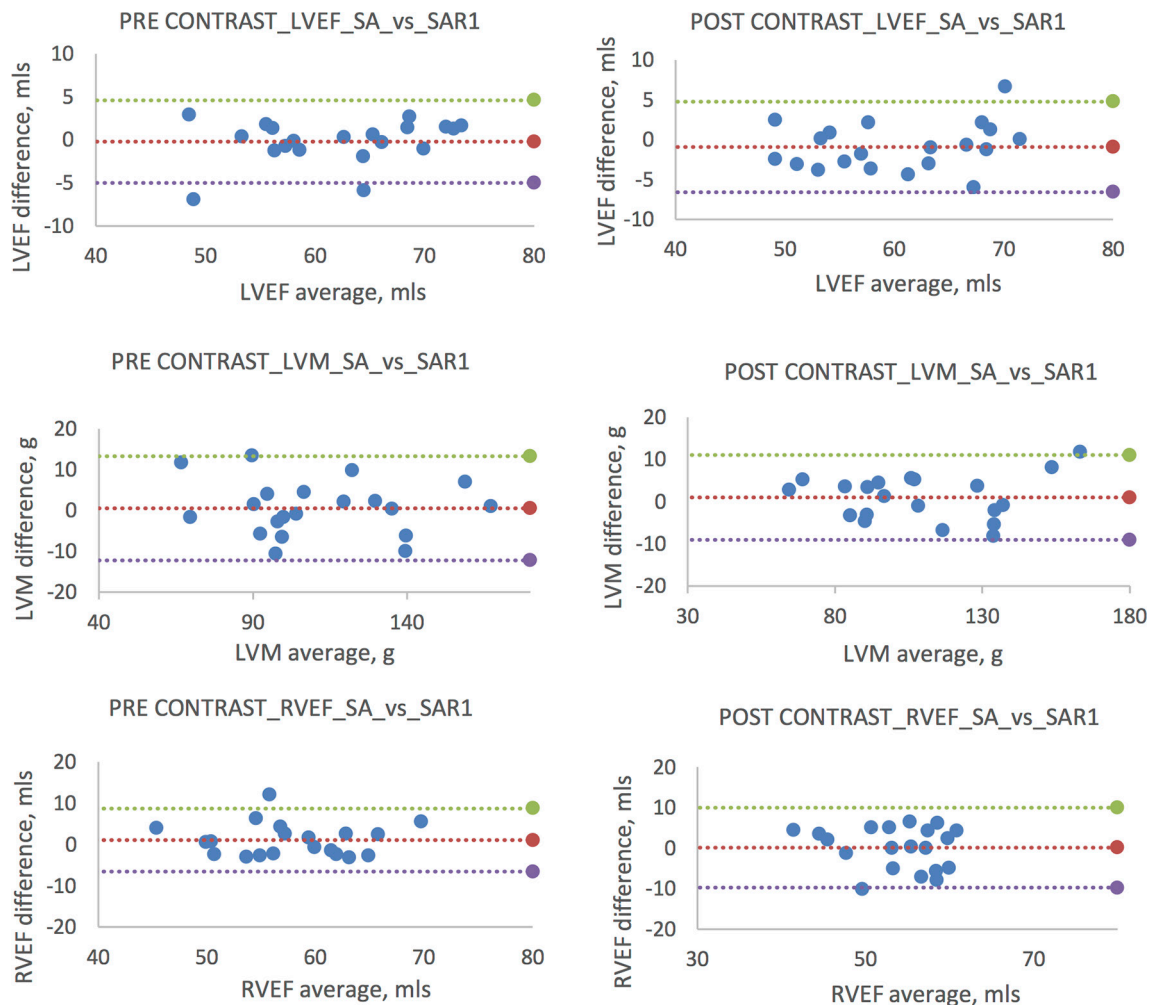 PRE CONTRAST_LVEF_SA_vs_SAR1
LVEF difference, mls
10
5
0
-5
-10
40 50 60 70 80
LVEF average, mls
POST CONTRAST_LVEF_SA_vs_SAR1
LVEF difference, mls
10
5
0
-5
-10
40 50 60 70 80
LVEF average, mls
PRE CONTRAST_LVM_SA_vs_SAR1
LVM difference, g
20
10
0
-10
-20
40 90 140
LVM average, g
POST CONTRAST_LVM_SA_vs_SAR1
LVM difference, g
20
10
0
-10
-20
30 80 130 180
LVM average, g
PRE CONTRAST_RVEF_SA_vs_SAR1
RVEF difference, mls
20
10
0
-10
-20
40 50 60 70 80
RVEF average, mls
POST CONTRAST_RVEF_SA_vs_SAR1
RVEF difference, mls
20
10
0
-10
-20
30 50 70
RVEF average, mls